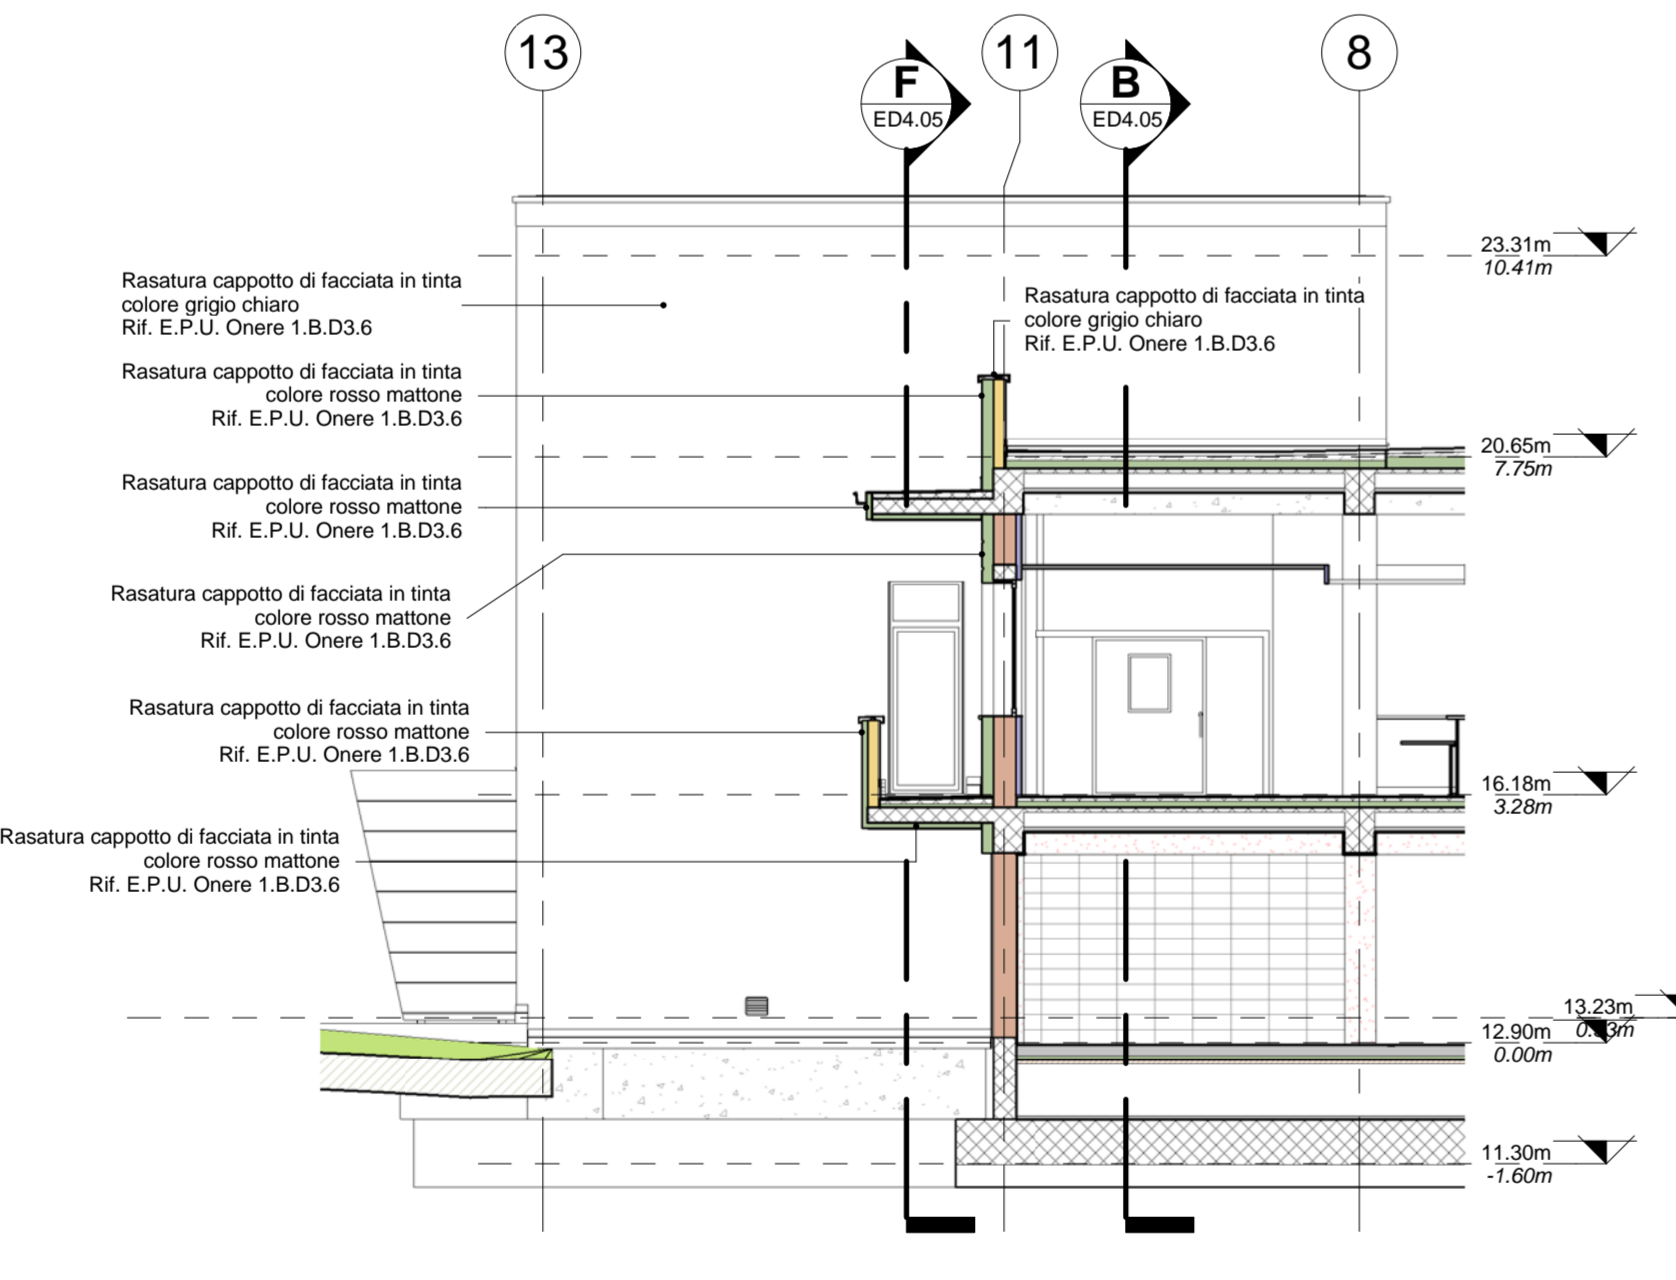 13
11
8
F
ED4.05
B
ED4.05
23.31m
10.41m
Rasatura cappotto di facciata in tinta
colore grigio chiaro
Rif. E.P.U. Onere 1.B.D3.6
Rasatura cappotto di facciata in tinta
colore grigio chiaro
Rif. E.P.U. Onere 1.B.D3.6
Rasatura cappotto di facciata in tinta
colore rosso mattone
Rif. E.P.U. Onere 1.B.D3.6
20.65m
7.75m
Rasatura cappotto di facciata in tinta
colore rosso mattone
Rif. E.P.U. Onere 1.B.D3.6
Rasatura cappotto di facciata in tinta
colore rosso mattone
Rif. E.P.U. Onere 1.B.D3.6
Rasatura cappotto di facciata in tinta
colore rosso mattone
Rif. E.P.U. Onere 1.B.D3.6
16.18m
3.28m
Rasatura cappotto di facciata in tinta
colore rosso mattone
Rif. E.P.U. Onere 1.B.D3.6
13.23m
12.90m
0.00m
11.30m
-1.60m